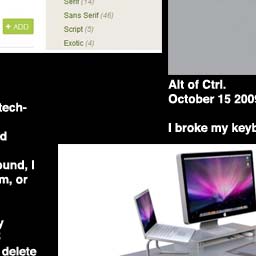 Serif (14)
+ ADD
Sans Serif (46)
Script (5)
Exotic (4)
Alt of Ctrl.
October 15 2009
I broke my keyb
tech-
d
ound, I
m, or
y
delete